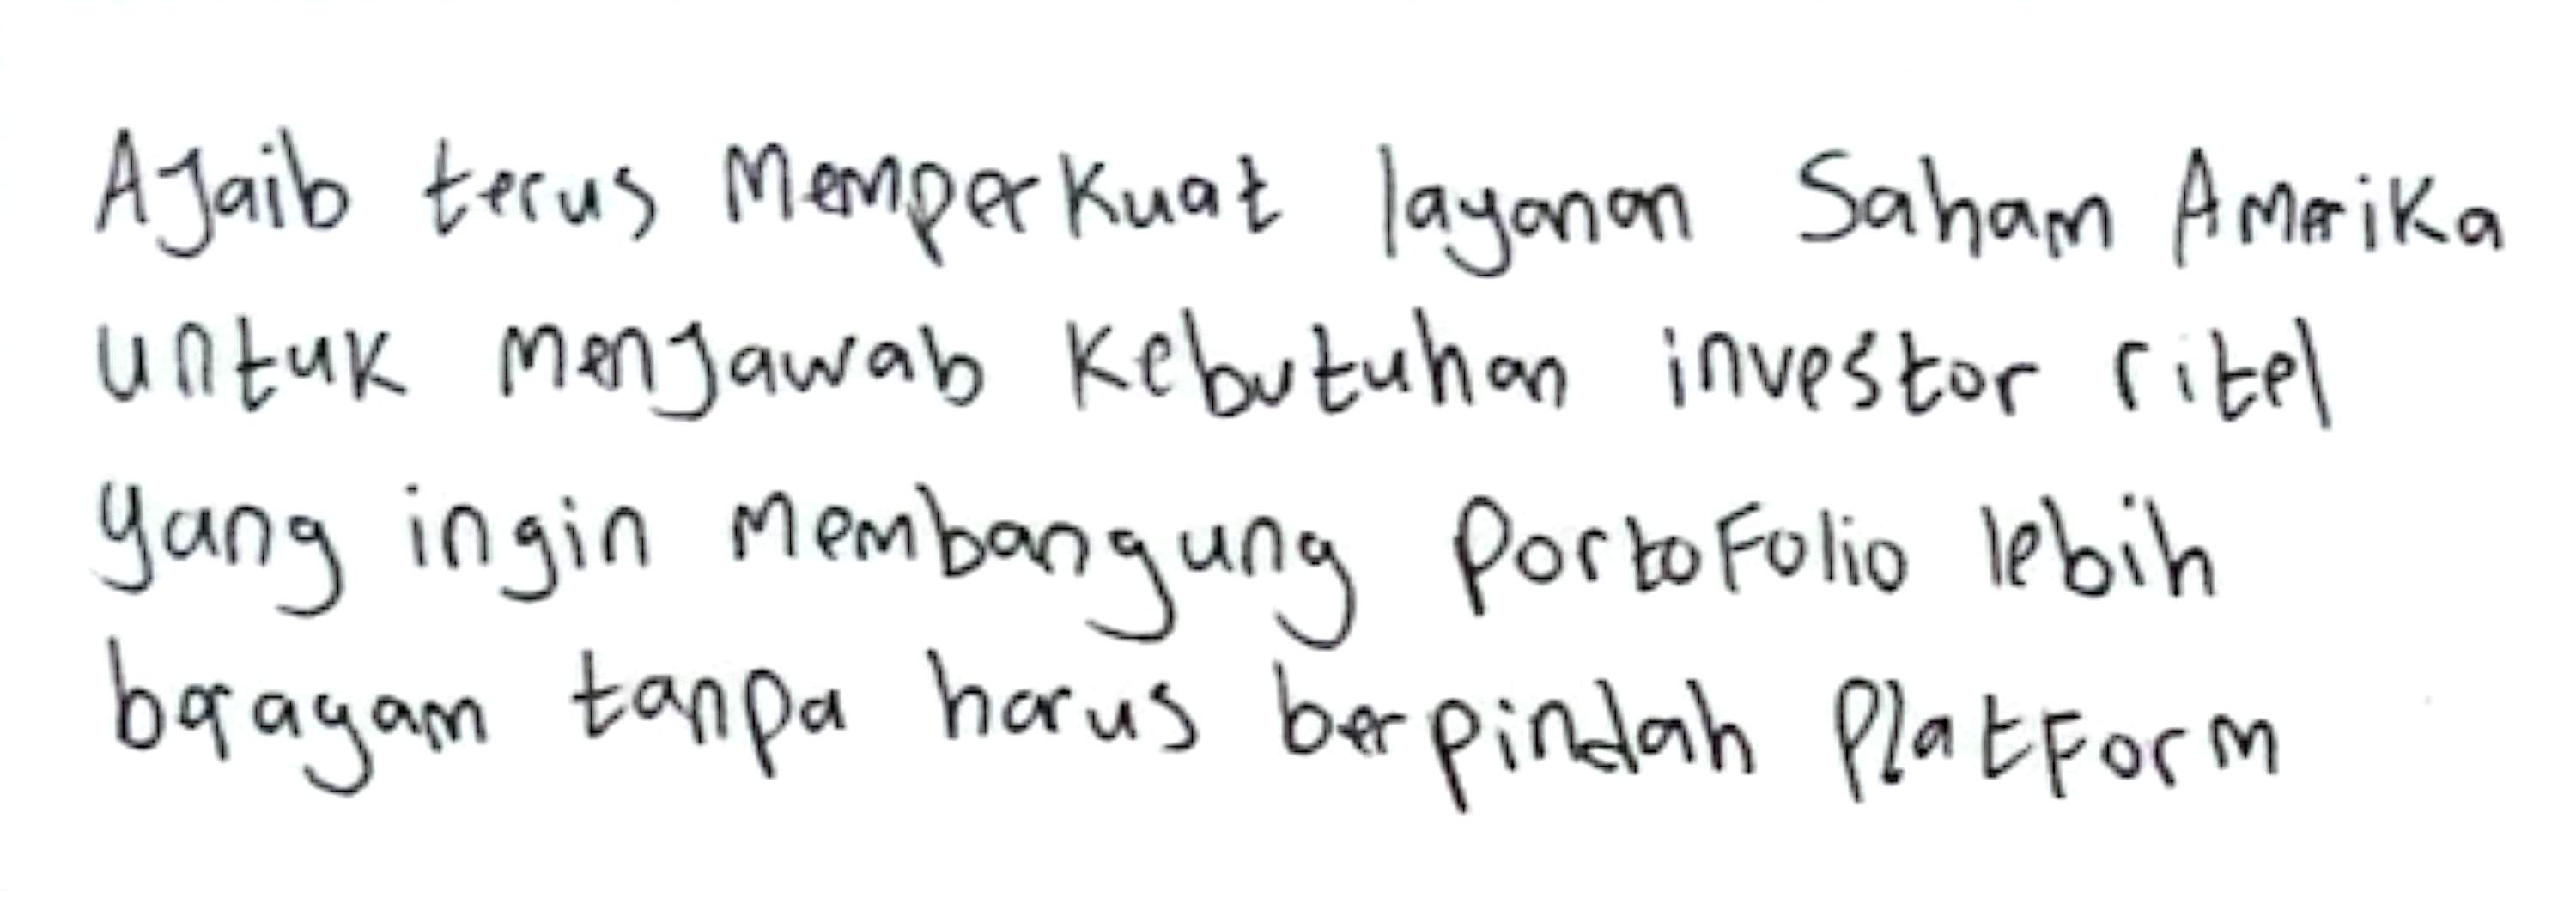 Ajaib terus memperkuat layanan Saham Amerika
untuk menjawab kebutuhan investor ritel
yang ingin membangung portofolio lebih
beragam tanpa harus berpindah platform